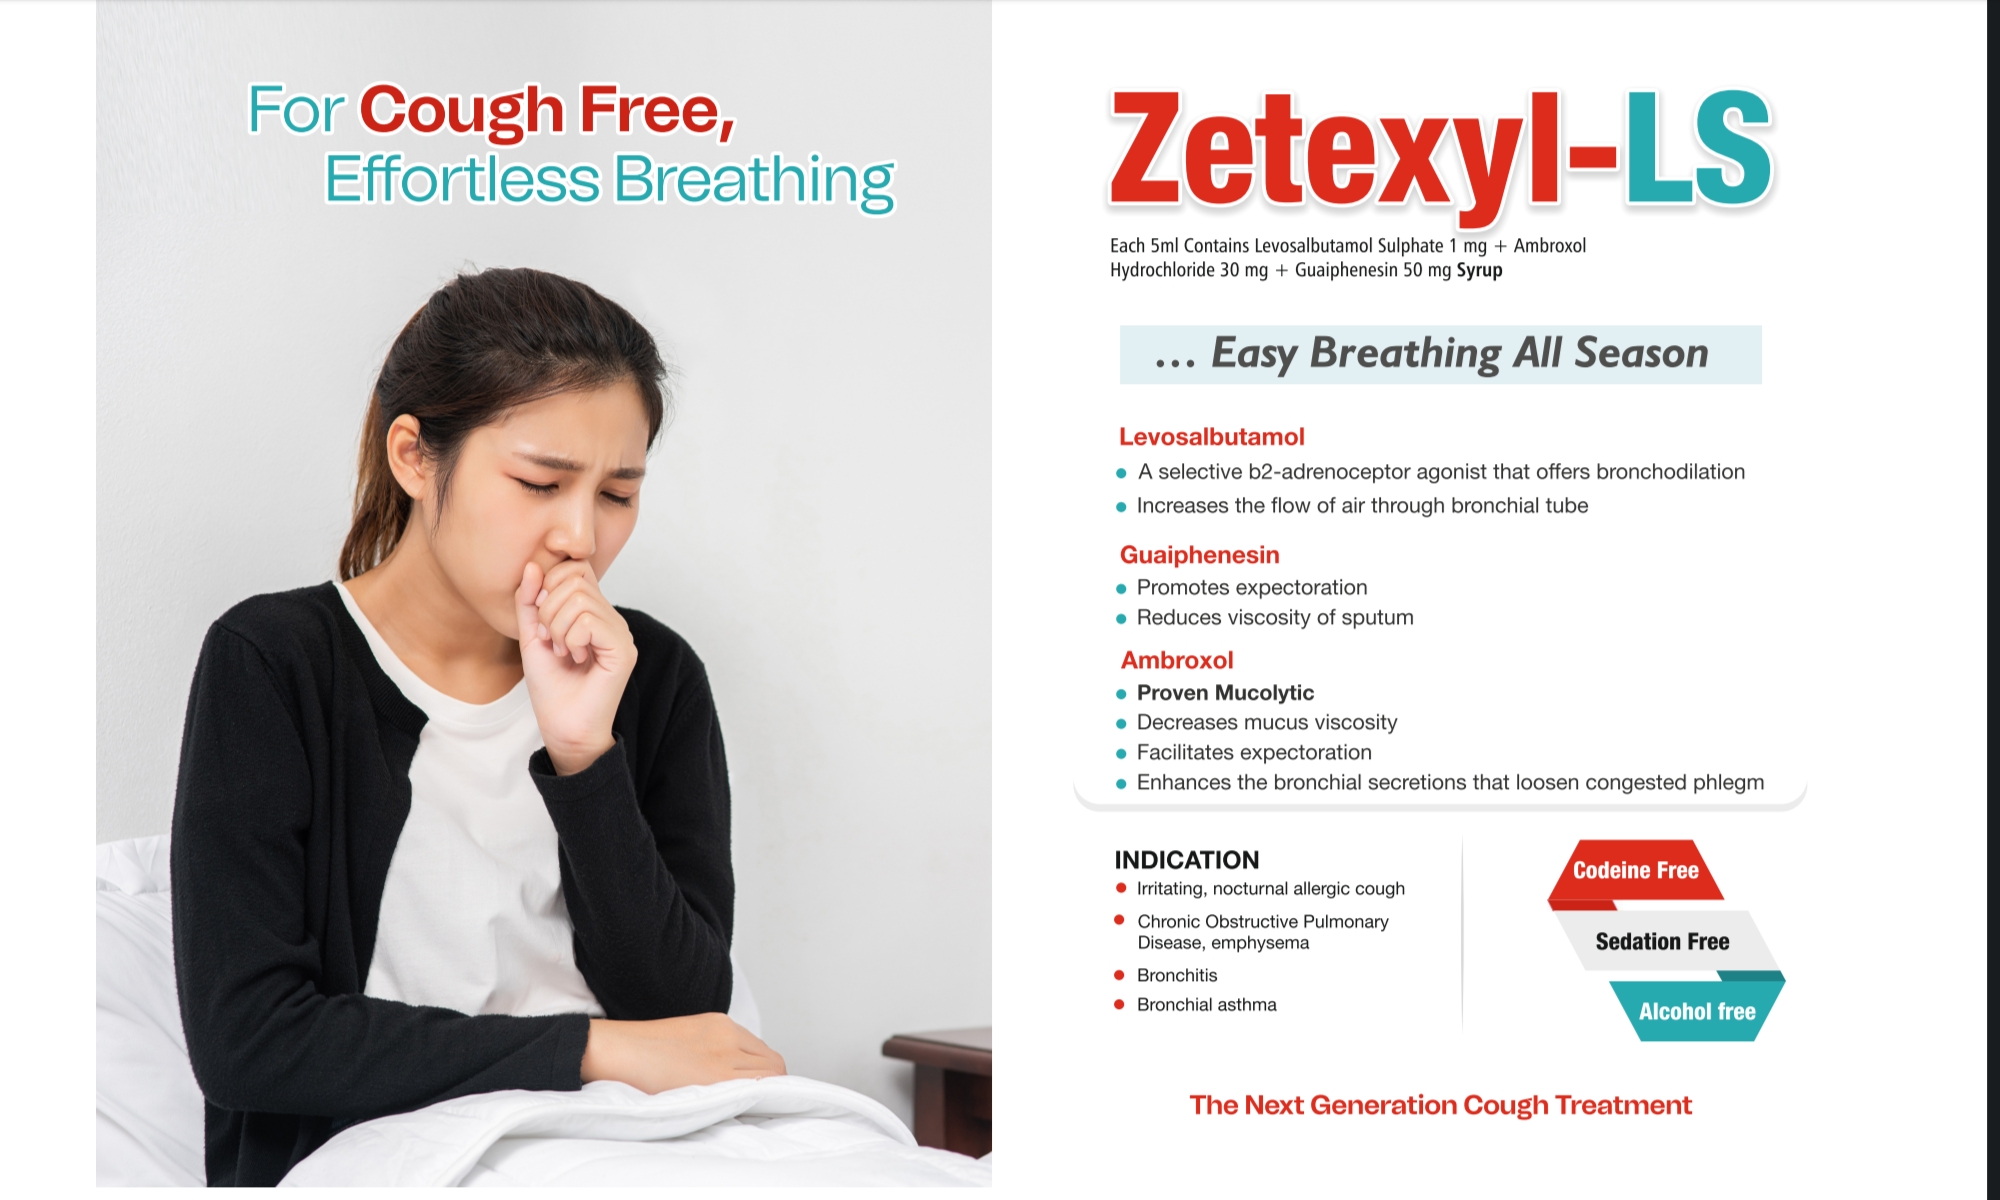 For Cough Free,
Effortless Breathing
Zetexyl-LS
Each 5ml Contains Levosalbutamol Sulphate 1 mg + Ambroxol
Hydrochloride 30 mg + Guaiphenesin 50 mg Syrup
... Easy Breathing All Season
Levosalbutamol
• A selective b2-adrenoceptor agonist that offers bronchodilation
• Increases the flow of air through bronchial tube
Guaiphenesin
• Promotes expectoration
• Reduces viscosity of sputum
Ambroxol
• Proven Mucolytic
• Decreases mucus viscosity
• Facilitates expectoration
• Enhances the bronchial secretions that loosen congested phlegm
INDICATION
• Irritating, nocturnal allergic cough
• Chronic Obstructive Pulmonary
Disease, emphysema
• Bronchitis
• Bronchial asthma
Codeine Free
Sedation Free
Alcohol free
The Next Generation Cough Treatment